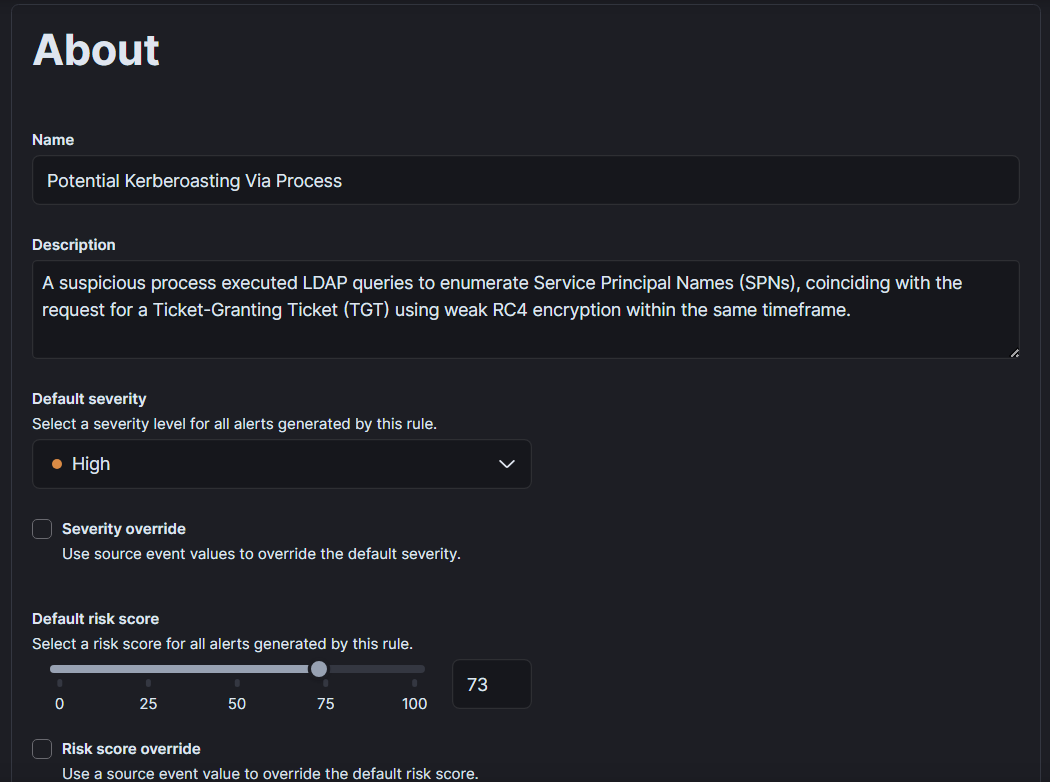 About
Name
Potential Kerberoasting Via Process
Description
A suspicious process executed LDAP queries to enumerate Service Principal Names (SPNs), coinciding with the
request for a Ticket-Granting Ticket (TGT) using weak RC4 encryption within the same timeframe.
Default severity
Select a severity level for all alerts generated by this rule.
High
Severity override
Use source event values to override the default severity.
Default risk score
Select a risk score for all alerts generated by this rule.
73
0 25 50 75 100
Risk score override
Use a source event value to override the default risk score.